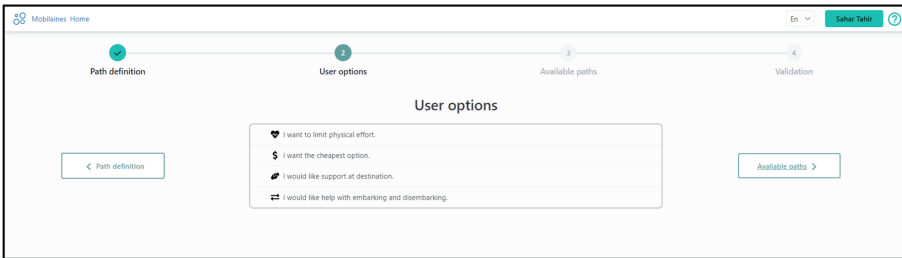 Mobilaines Home
En
Sahar Tahir
?
2
3
4
Path definition
User options
Available paths
Validation
User options
I want to limit physical effort.
$ I want the cheapest option.
I would like support at destination.
I would like help with embarking and disembarking.
< Path definition
Available paths >